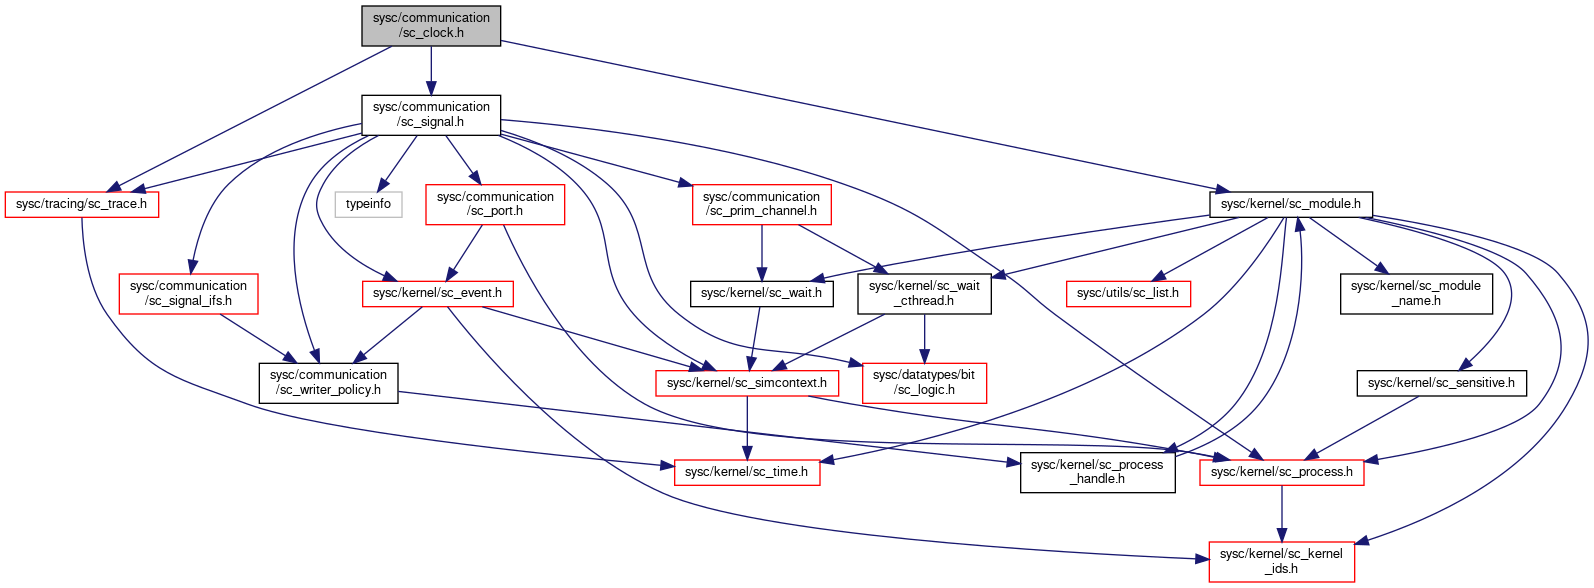 sysc/communication
/sc_clock.h
sysc/communication
/sc_signal.h
sysc/tracing/sc_trace.h
typeinfo
sysc/communication
/sc_port.h
sysc/communication
/sc_prim_channel.h
sysc/kernel/sc_module.h
sysc/communication
/sc_signal_ifs.h
sysc/kernel/sc_event.h
sysc/kernel/sc_wait.h
sysc/kernel/sc_wait
_cthread.h
sysc/utils/sc_list.h
sysc/kernel/sc_module
_name.h
sysc/communication
/sc_writer_policy.h
sysc/kernel/sc_simcontext.h
sysc/datatypes/bit
/sc_logic.h
sysc/kernel/sc_sensitive.h
sysc/kernel/sc_time.h
sysc/kernel/sc_process
_handle.h
sysc/kernel/sc_process.h
sysc/kernel/sc_kernel
_ids.h